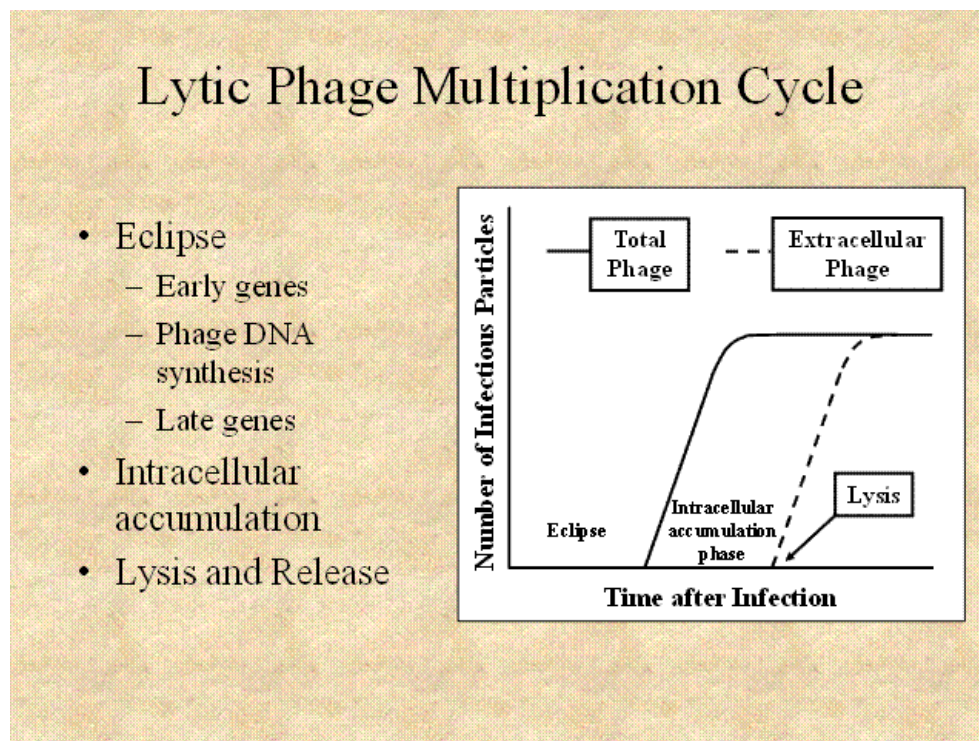 Lytic Phage Multiplication Cycle
• Eclipse
– Early genes
– Phage DNA
synthesis
– Late genes
• Intracellular
accumulation
• Lysis and Release
Number of Infectious Particles
Total
Phage
Extracellular
Phage
Eclipse
Intracellular
accumulation
phase
Lysis
Time after Infection